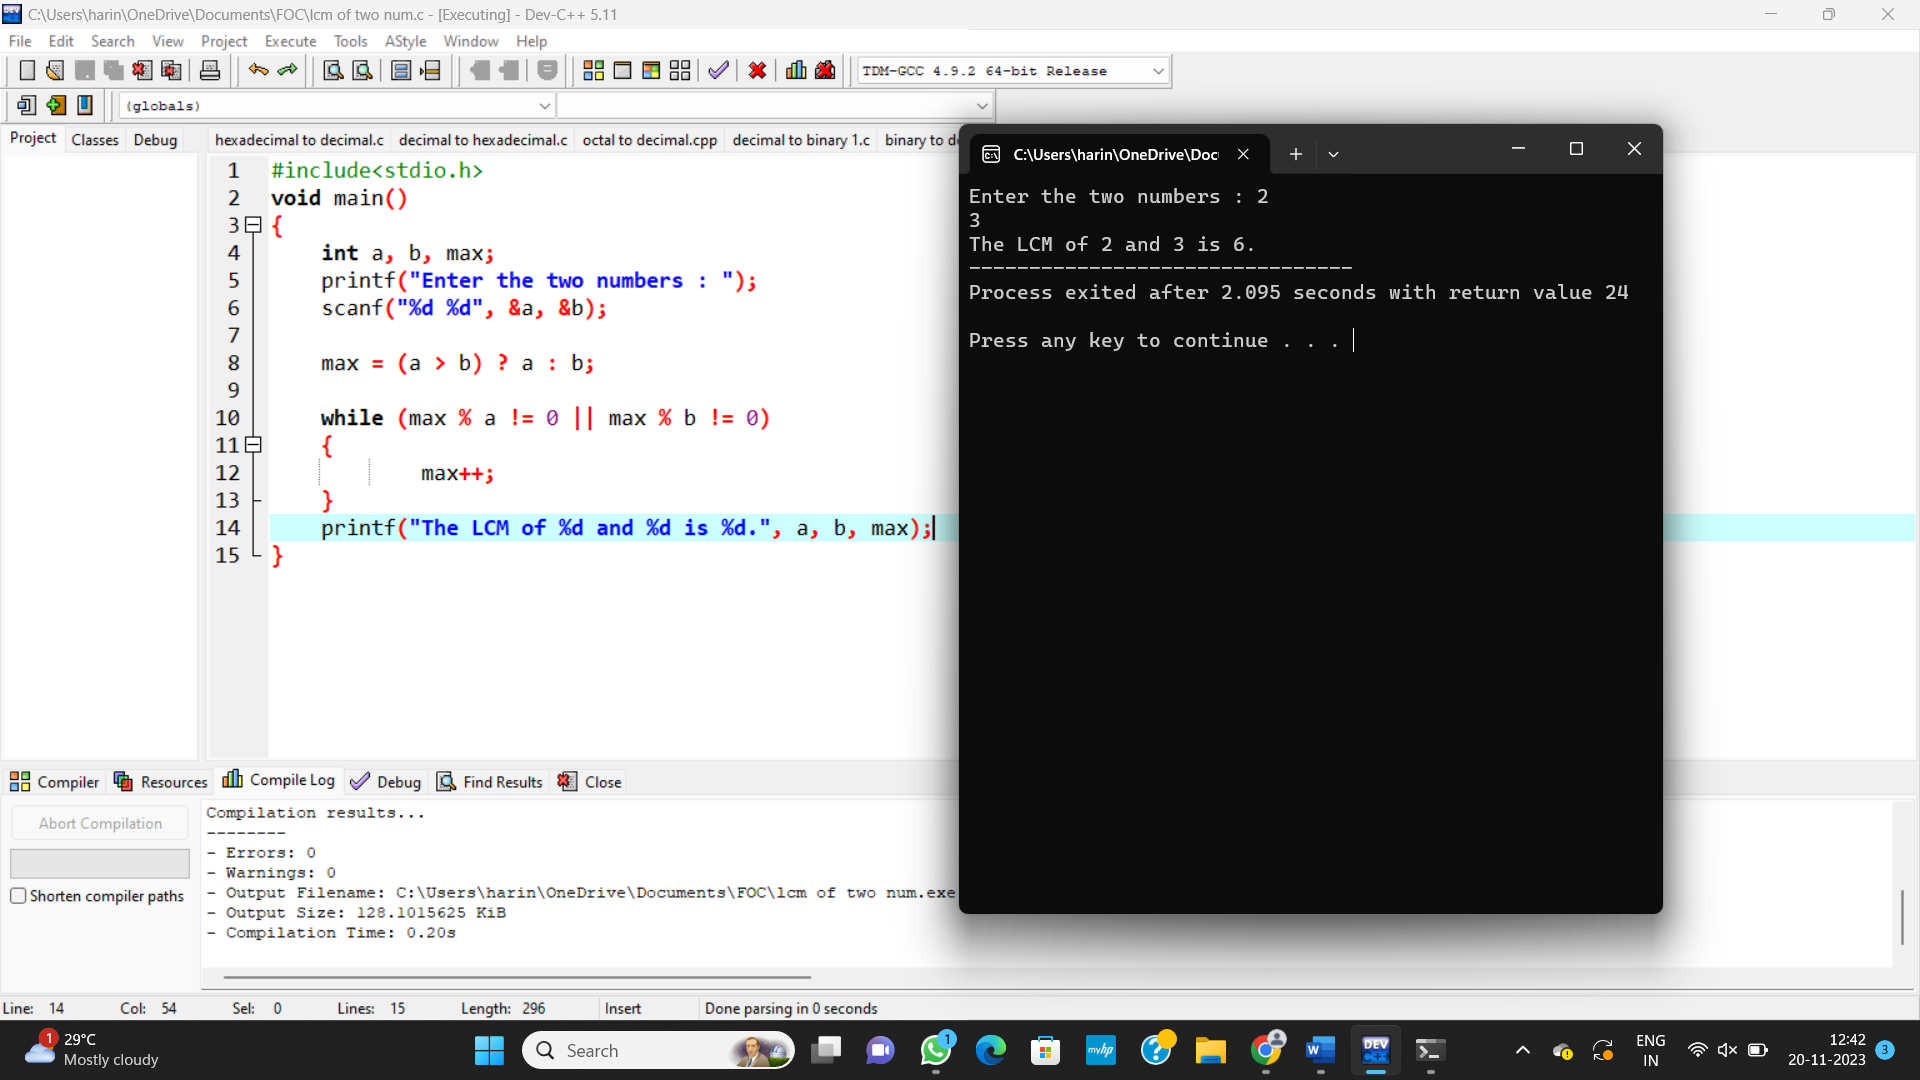 C:\Users\harin\OneDrive\Documents\FOC\lcm of two num.c - [Executing] - Dev-C++ 5.11
File Edit Search View Project Execute Tools AStyle Window Help
TDM-GCC 4.9.2 64-bit Release
(globals)
Project Classes Debug
hexadecimal to decimal.c decimal to hexadecimal.c octal to decimal.cpp decimal to binary 1.c binary to de
1 #include<stdio.h>
2 void main()
3 {
4 int a, b, max;
5 printf("Enter the two numbers : ");
6 scanf("%d %d", &a, &b);
7
8 max = (a > b) ? a : b;
9
10 while (max % a != 0 || max % b != 0)
11 {
12 max++;
13 }
14 printf("The LCM of %d and %d is %d.", a, b, max);
15 }
C:\Users\harin\OneDrive\Doc
Enter the two numbers : 2
3
The LCM of 2 and 3 is 6.
--------------------------------
Process exited after 2.095 seconds with return value 24
Press any key to continue . . .
Compiler Resources Compile Log Debug Find Results Close
Abort Compilation
Shorten compiler paths
Compilation results...
--------
- Errors: 0
- Warnings: 0
- Output Filename: C:\Users\harin\OneDrive\Documents\FOC\lcm of two num.exe
- Output Size: 128.1015625 KiB
- Compilation Time: 0.20s
Line: 14 Col: 54 Sel: 0 Lines: 15 Length: 296 Insert Done parsing in 0 seconds
1
29°C
Mostly cloudy
Search
1
myhp
W
DEV
C++
ENG
IN
12:42
20-11-2023
3